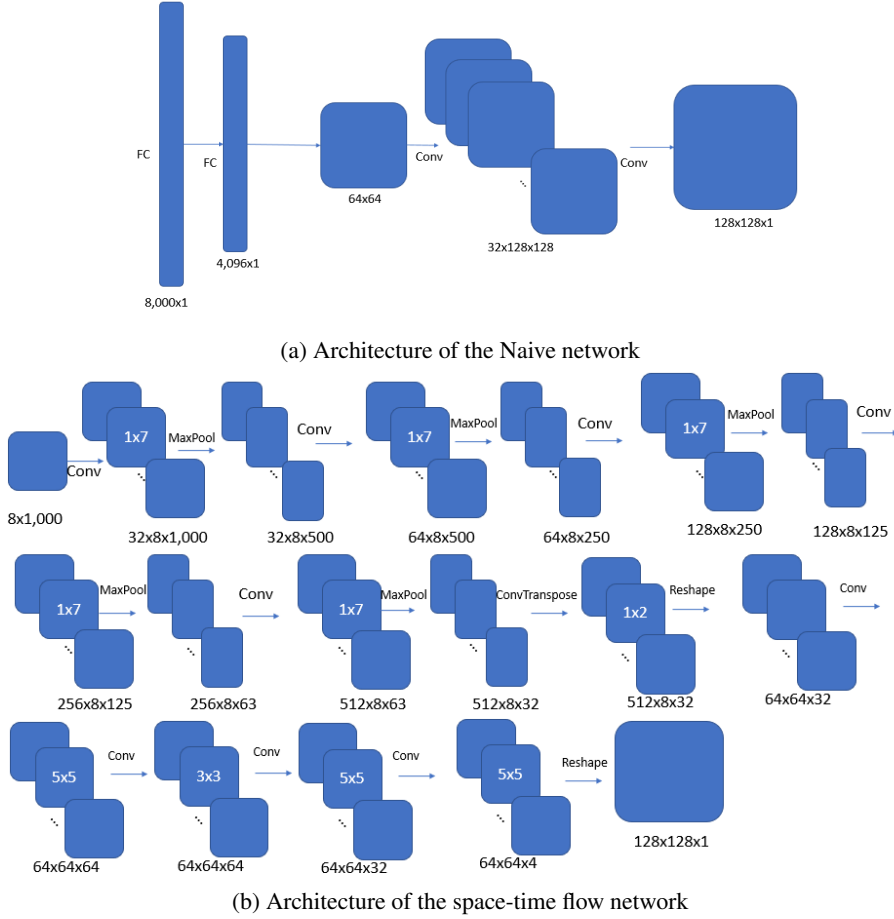 FC
FC
Conv
Conv
64x64
32x128x128
128x128x1
4,096x1
8,000x1
(a) Architecture of the Naive network
1x7
MaxPool
Conv
1x7
MaxPool
Conv
1x7
MaxPool
Conv
Conv
8x1,000
32x8x1,000
32x8x500
64x8x500
64x8x250
128x8x250
128x8x125
1x7
MaxPool
Conv
1x7
MaxPool
ConvTranspose
1x2
Reshape
Conv
256x8x125
256x8x63
512x8x63
512x8x32
512x8x32
64x64x32
5x5
Conv
3x3
Conv
5x5
Conv
5x5
Reshape
64x64x64
64x64x64
64x64x32
64x64x4
128x128x1
(b) Architecture of the space-time flow network